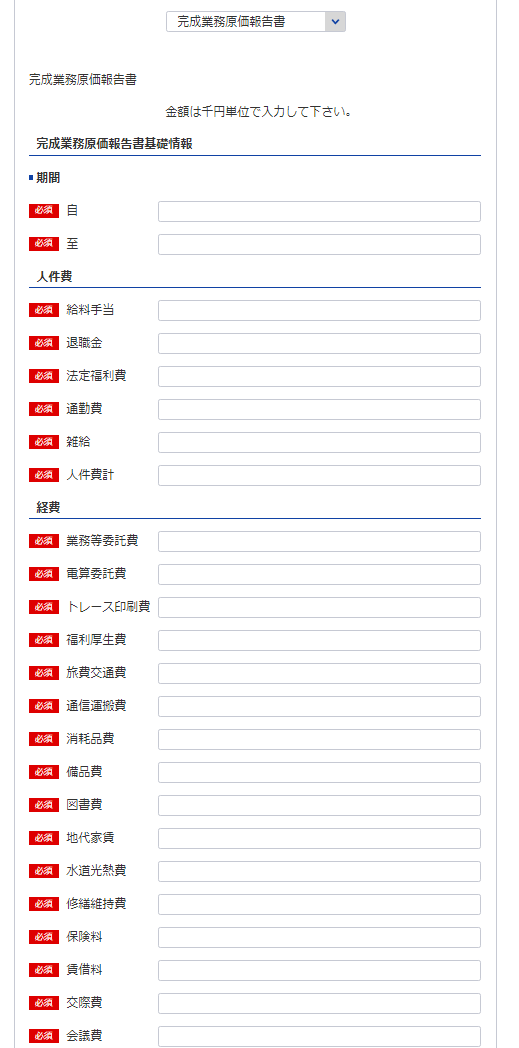 完成業務原価報告書
完成業務原価報告書
金額は千円単位で入力して下さい。
完成業務原価報告書基礎情報
期間
必須 自
必須 至
人件費
必須 給料手当
必須 退職金
必須 法定福利費
必須 通勤費
必須 雑給
必須 人件費計
経費
必須 業務等委託費
必須 電算委託費
必須 トレース印刷費
必須 福利厚生費
必須 旅費交通費
必須 通信運搬費
必須 消耗品費
必須 備品費
必須 図書費
必須 地代家賃
必須 水道光熱費
必須 修繕維持費
必須 保険料
必須 賃借料
必須 交際費
必須 会議費